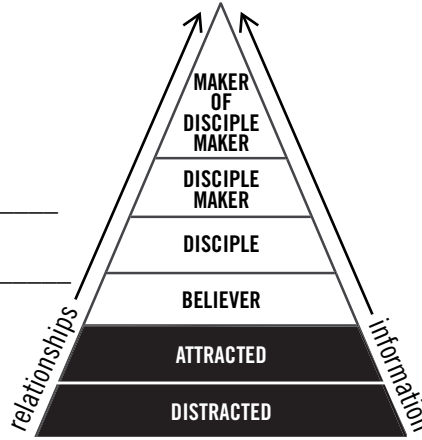 MAKER
OF
DISCIPLE
MAKER
DISCIPLE
MAKER
DISCIPLE
BELIEVER
ATTRACTED
DISTRACTED
relationships
information